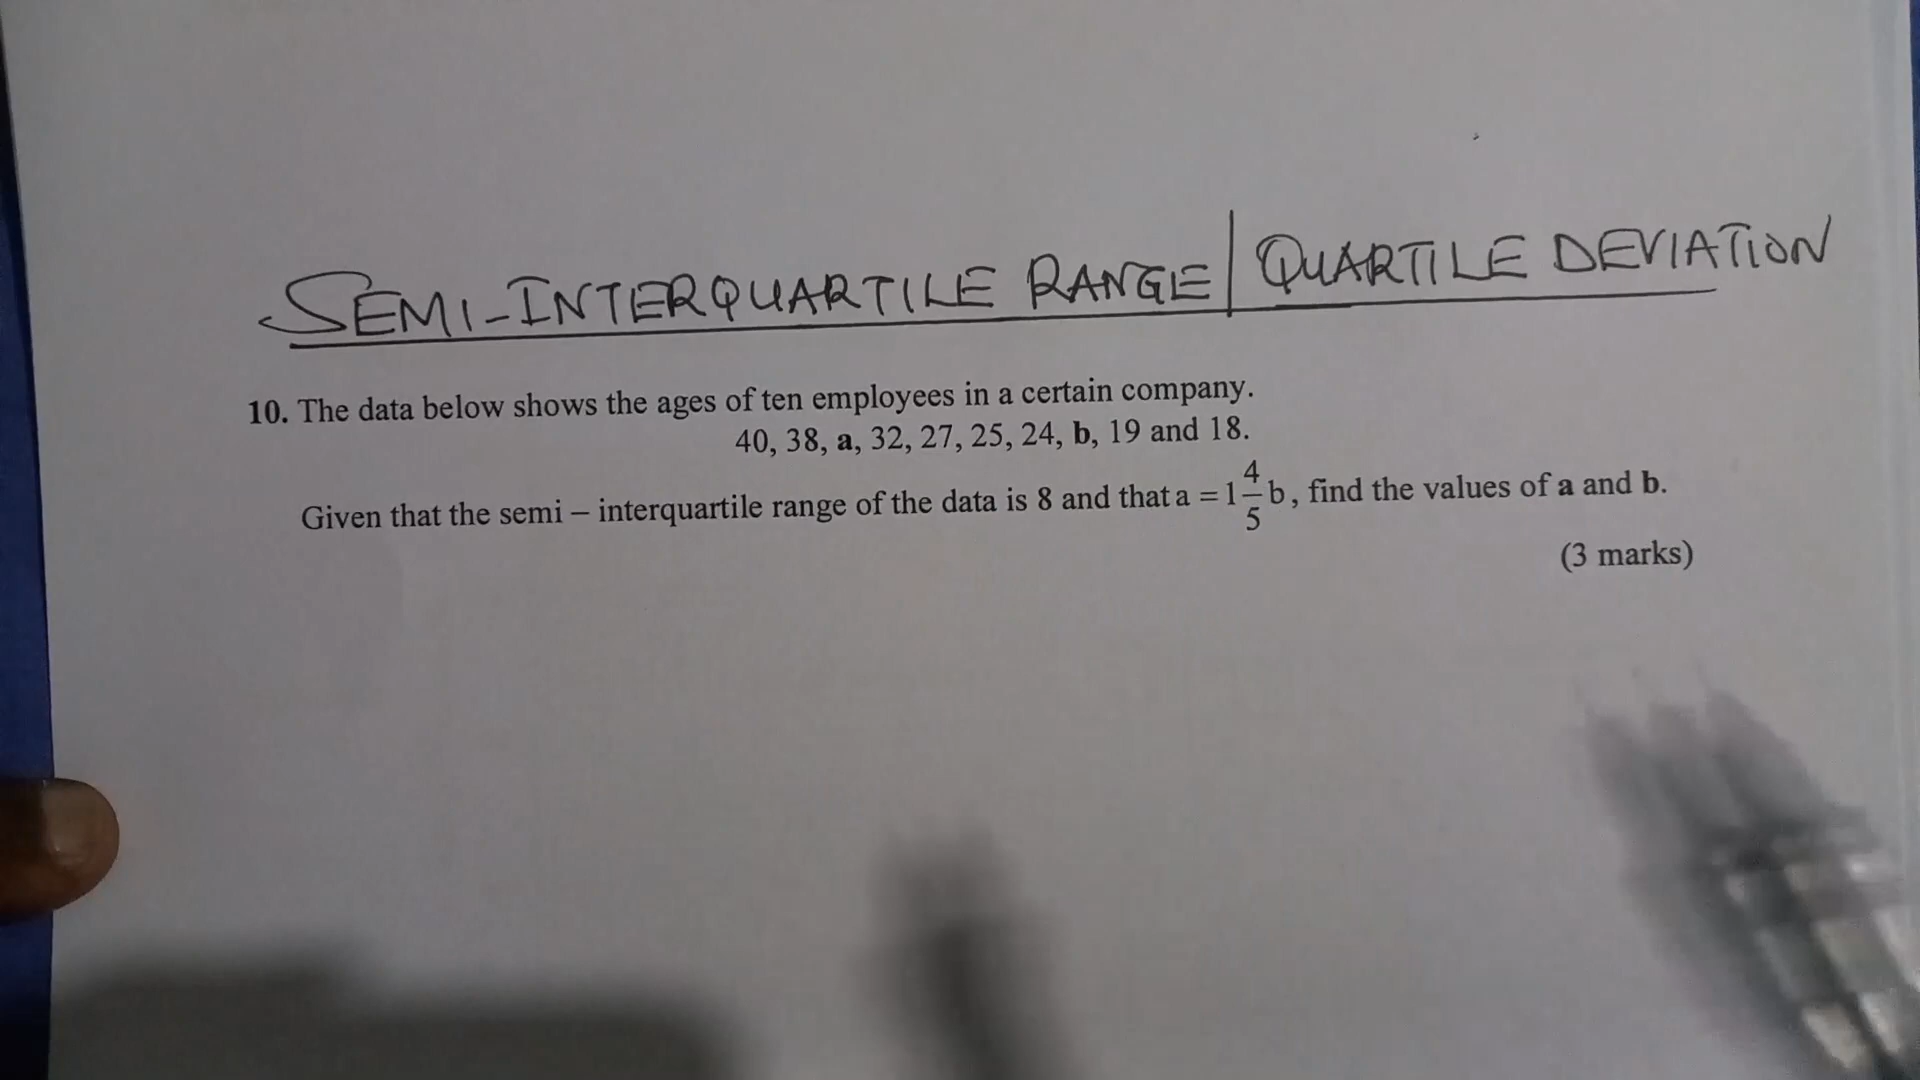 SEMI-INTERQUARTILE RANGE/QUARTILE DEVIATION
10. The data below shows the ages of ten employees in a certain company.
40, 38, a, 32, 27, 25, 24, b, 19 and 18.
Given that the semi – interquartile range of the data is 8 and that a = 1 4/5 b, find the values of a and b.
(3 marks)